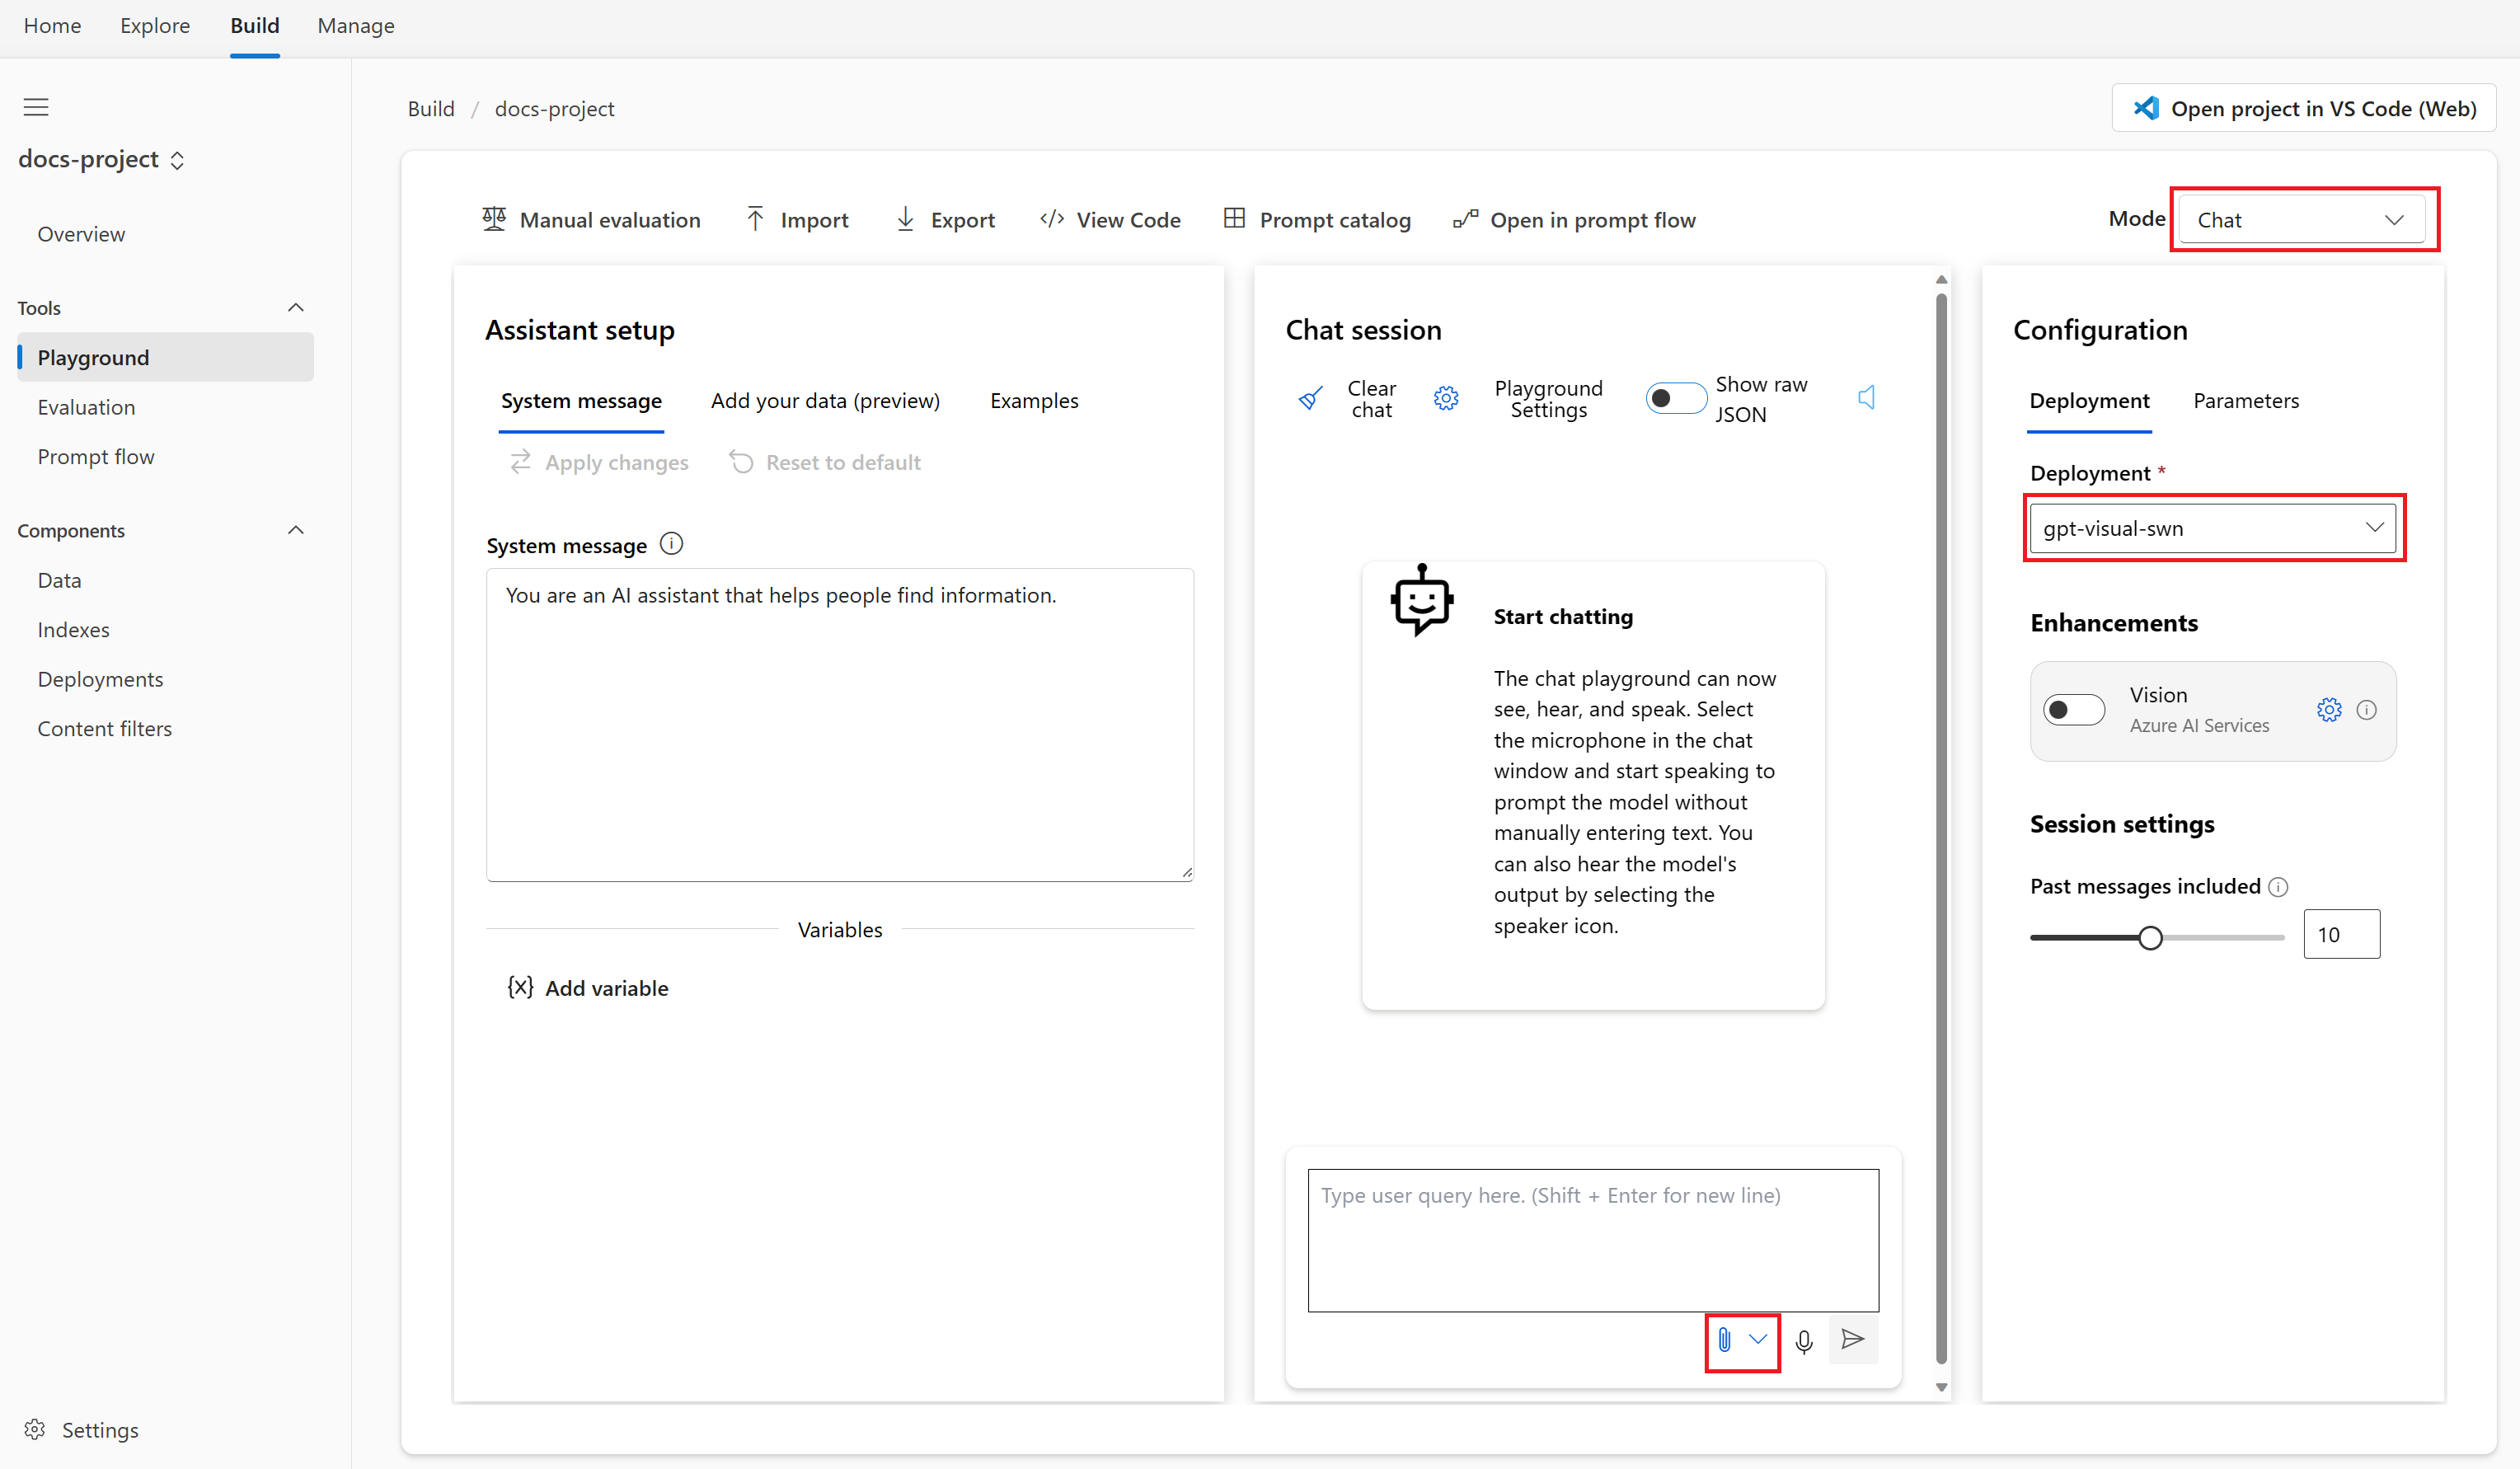 Home Explore Build Manage
docs-project
Overview
Tools
Playground
Evaluation
Prompt flow
Components
Data
Indexes
Deployments
Content filters
Settings
Build / docs-project
Open project in VS Code (Web)
Manual evaluation Import Export </> View Code Prompt catalog Open in prompt flow
Mode Chat
Assistant setup
System message Add your data (preview) Examples
Apply changes Reset to default
System message
You are an AI assistant that helps people find information.
Variables
{x} Add variable
Chat session
Clear
chat
Playground
Settings
Show raw
JSON
Start chatting
The chat playground can now
see, hear, and speak. Select
the microphone in the chat
window and start speaking to
prompt the model without
manually entering text. You
can also hear the model's
output by selecting the
speaker icon.
Type user query here. (Shift + Enter for new line)
Configuration
Deployment Parameters
Deployment *
gpt-visual-swn
Enhancements
Vision
Azure AI Services
Session settings
Past messages included
10